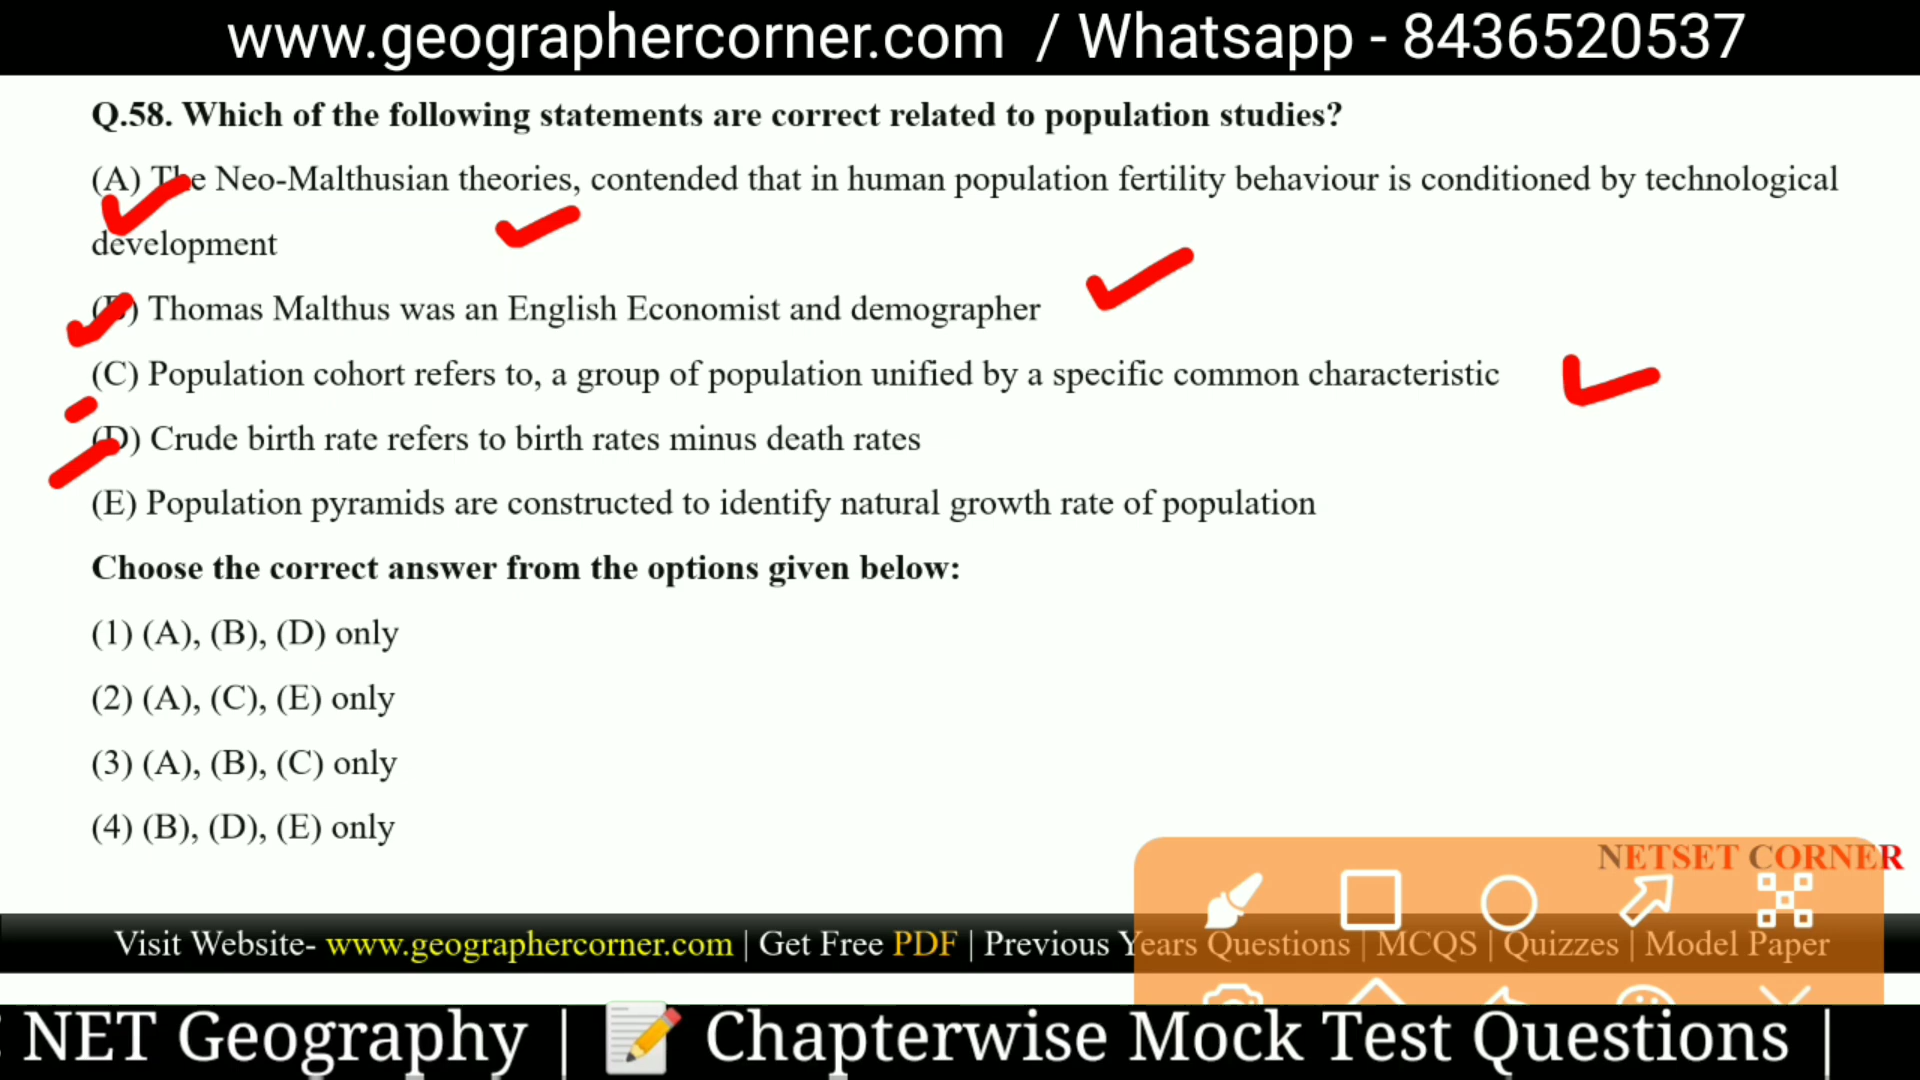 www.geographercorner.com / Whatsapp - 8436520537
Q.58. Which of the following statements are correct related to population studies?
(A) The Neo-Malthusian theories, contended that in human population fertility behaviour is conditioned by technological
development
(B) Thomas Malthus was an English Economist and demographer
(C) Population cohort refers to, a group of population unified by a specific common characteristic
(D) Crude birth rate refers to birth rates minus death rates
(E) Population pyramids are constructed to identify natural growth rate of population
Choose the correct answer from the options given below:
(1) (A), (B), (D) only
(2) (A), (C), (E) only
(3) (A), (B), (C) only
(4) (B), (D), (E) only
NETSET CORNER
Visit Website- www.geographercorner.com | Get Free PDF | Previous Years Questions | MCQS | Quizzes | Model Paper
NET Geography | 📝 Chapterwise Mock Test Questions |